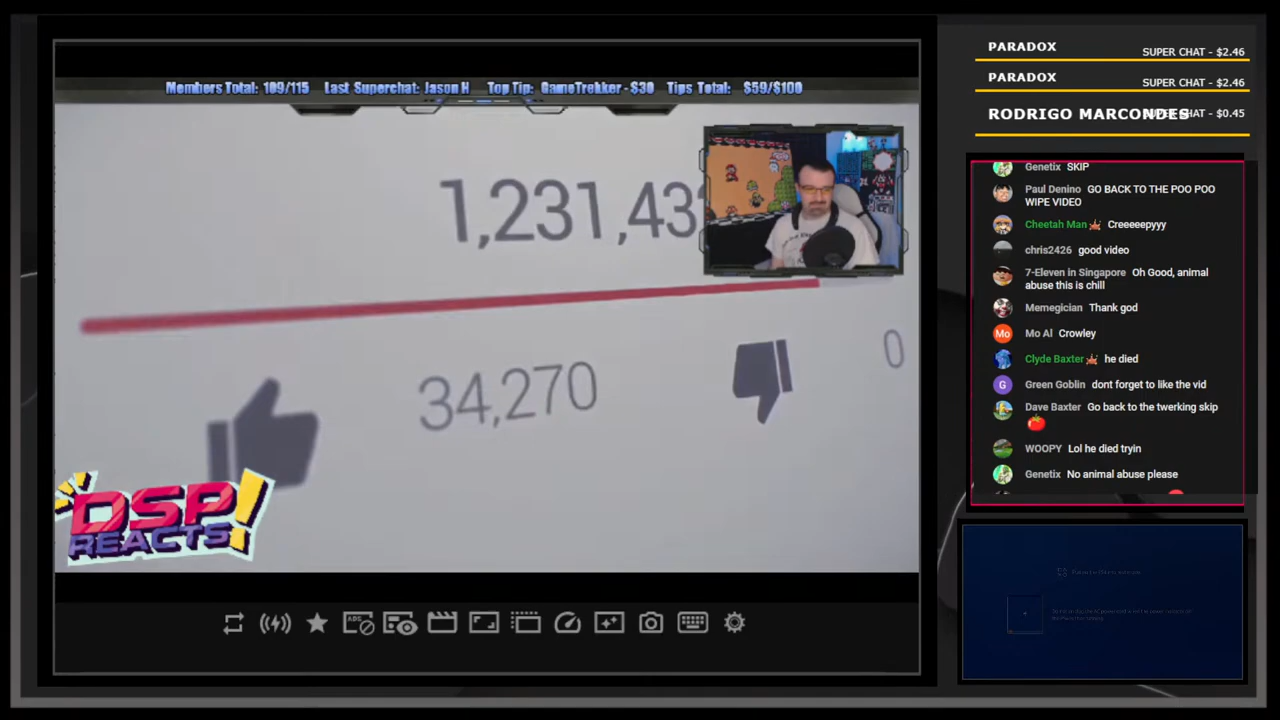 Members Total: 109/115 Last Superchat: Jason H Top Tip: GameTrekker - $30 Tips Total: $59/$100
1,231,43
34,270
0
DSP
REACTS!
PARADOX SUPER CHAT - $2.46
PARADOX SUPER CHAT - $2.46
RODRIGO MARCONDES CHAT - $0.45
Genetix SKIP
Paul Denino GO BACK TO THE POO POO
WIPE VIDEO
Cheetah Man Creeeeepyyy
chris2426 good video
7-Eleven in Singapore Oh Good, animal
abuse this is chill
Memegician Thank god
Mo Mo Al Crowley
Clyde Baxter he died
G Green Goblin dont forget to like the vid
Dave Baxter Go back to the twerking skip
WOOPY Lol he died tryin
Genetix No animal abuse please
ADS